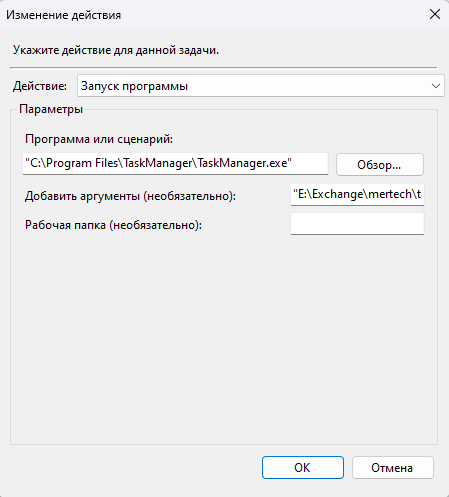 Изменение действия
Укажите действие для данной задачи.
Действие: Запуск программы
Параметры
Программа или сценарий:
"C:\Program Files\TaskManager\TaskManager.exe" Обзор...
Добавить аргументы (необязательно): "E:\Exchange\mertech\t
Рабочая папка (необязательно):
ОК Отмена